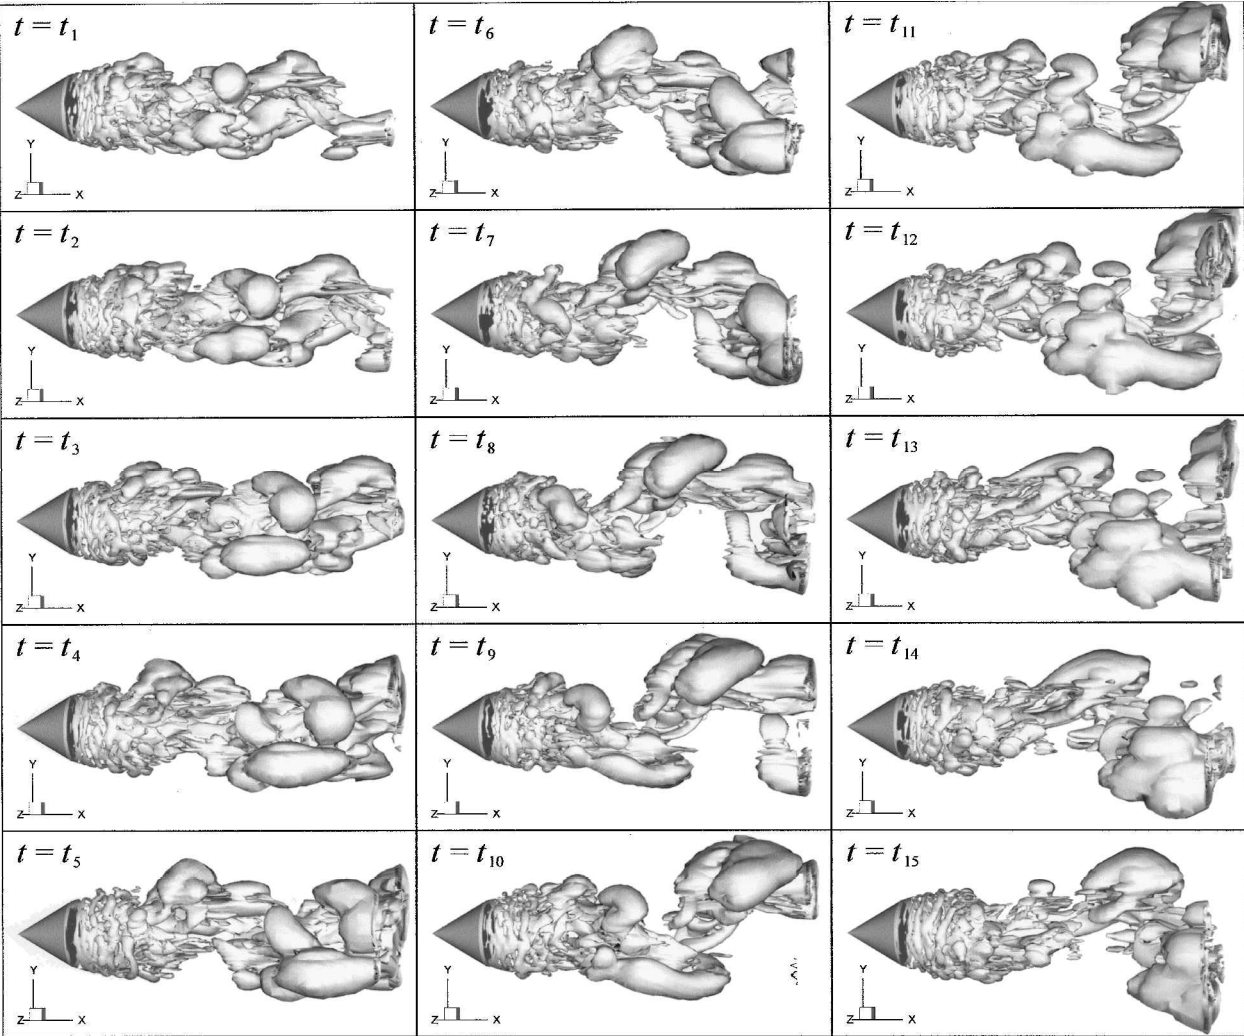 t = t₁
Y
Z X
t = t₂
Y
Z X
t = t₃
Y
Z X
t = t₄
Y
Z X
t = t₅
Y
Z X
t = t₆
Y
Z X
t = t₇
Y
Z X
t = t₈
Y
Z X
t = t₉
Y
Z X
t = t₁₀
Y
Z X
t = t₁₁
Y
Z X
t = t₁₂
Y
Z X
t = t₁₃
Y
Z X
t = t₁₄
Y
Z X
t = t₁₅
Y
Z X